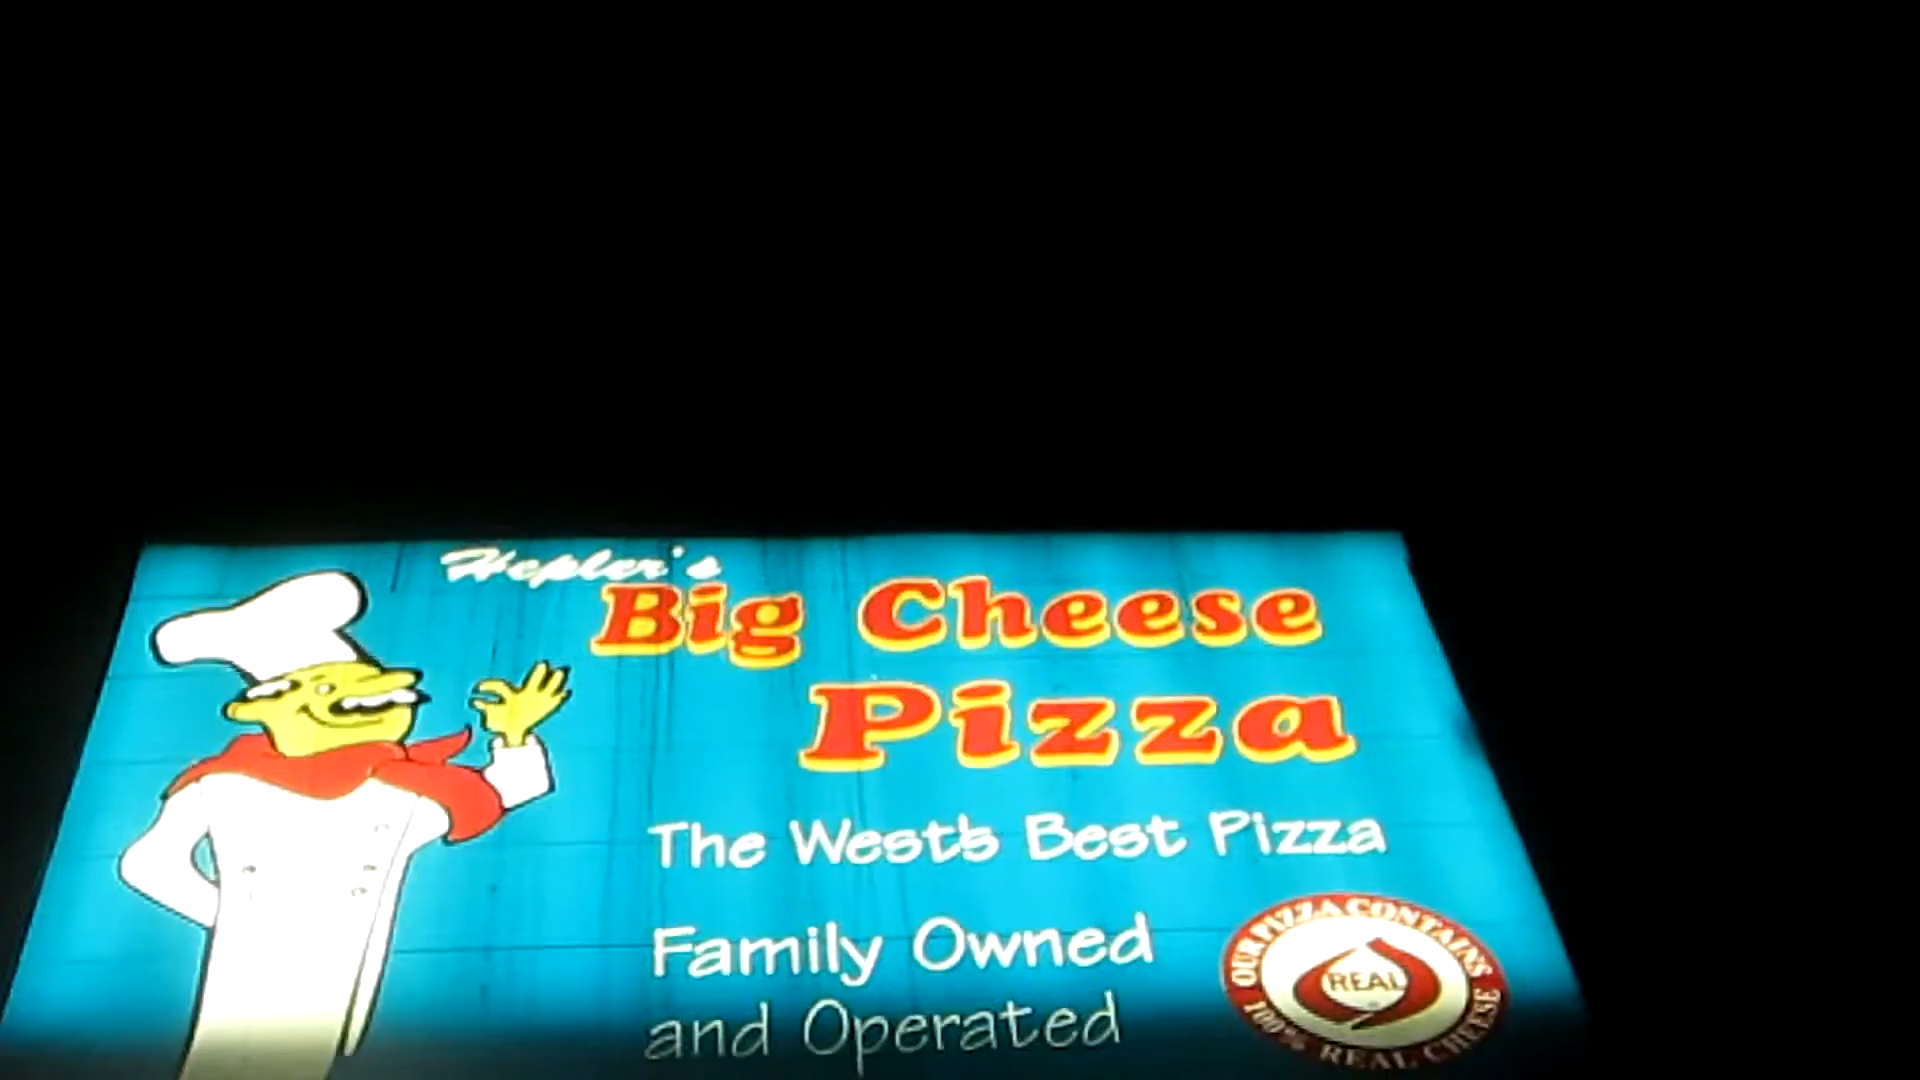 Hepler's
Big Cheese
Pizza
The West's Best Pizza
Family Owned
and Operated
OUR PIZZA CONTAINS
REAL
100% REAL CHEESE